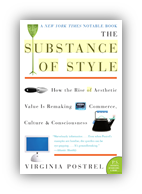 A NEW YORK TIMES NOTABLE BOOK
THE
SUBSTANCE
OF STYLE
How the Rise of Aesthetic
Value Is Remaking Commerce,
Culture & Consciousness
VIRGINIA POSTREL